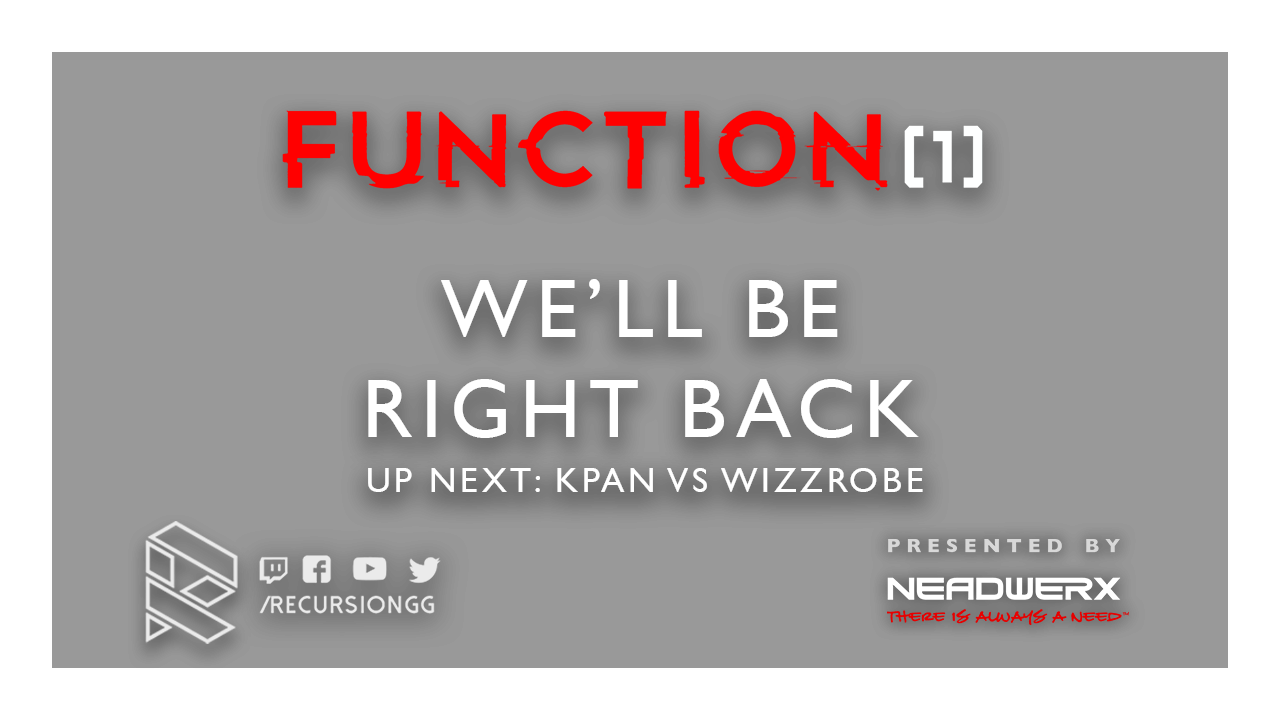 FUNCTION[1]
WE'LL BE
RIGHT BACK
UP NEXT: KPAN VS WIZZROBE
/RECURSIONGG
PRESENTED BY
NEADWERX
THERE IS ALWAYS A NEED™